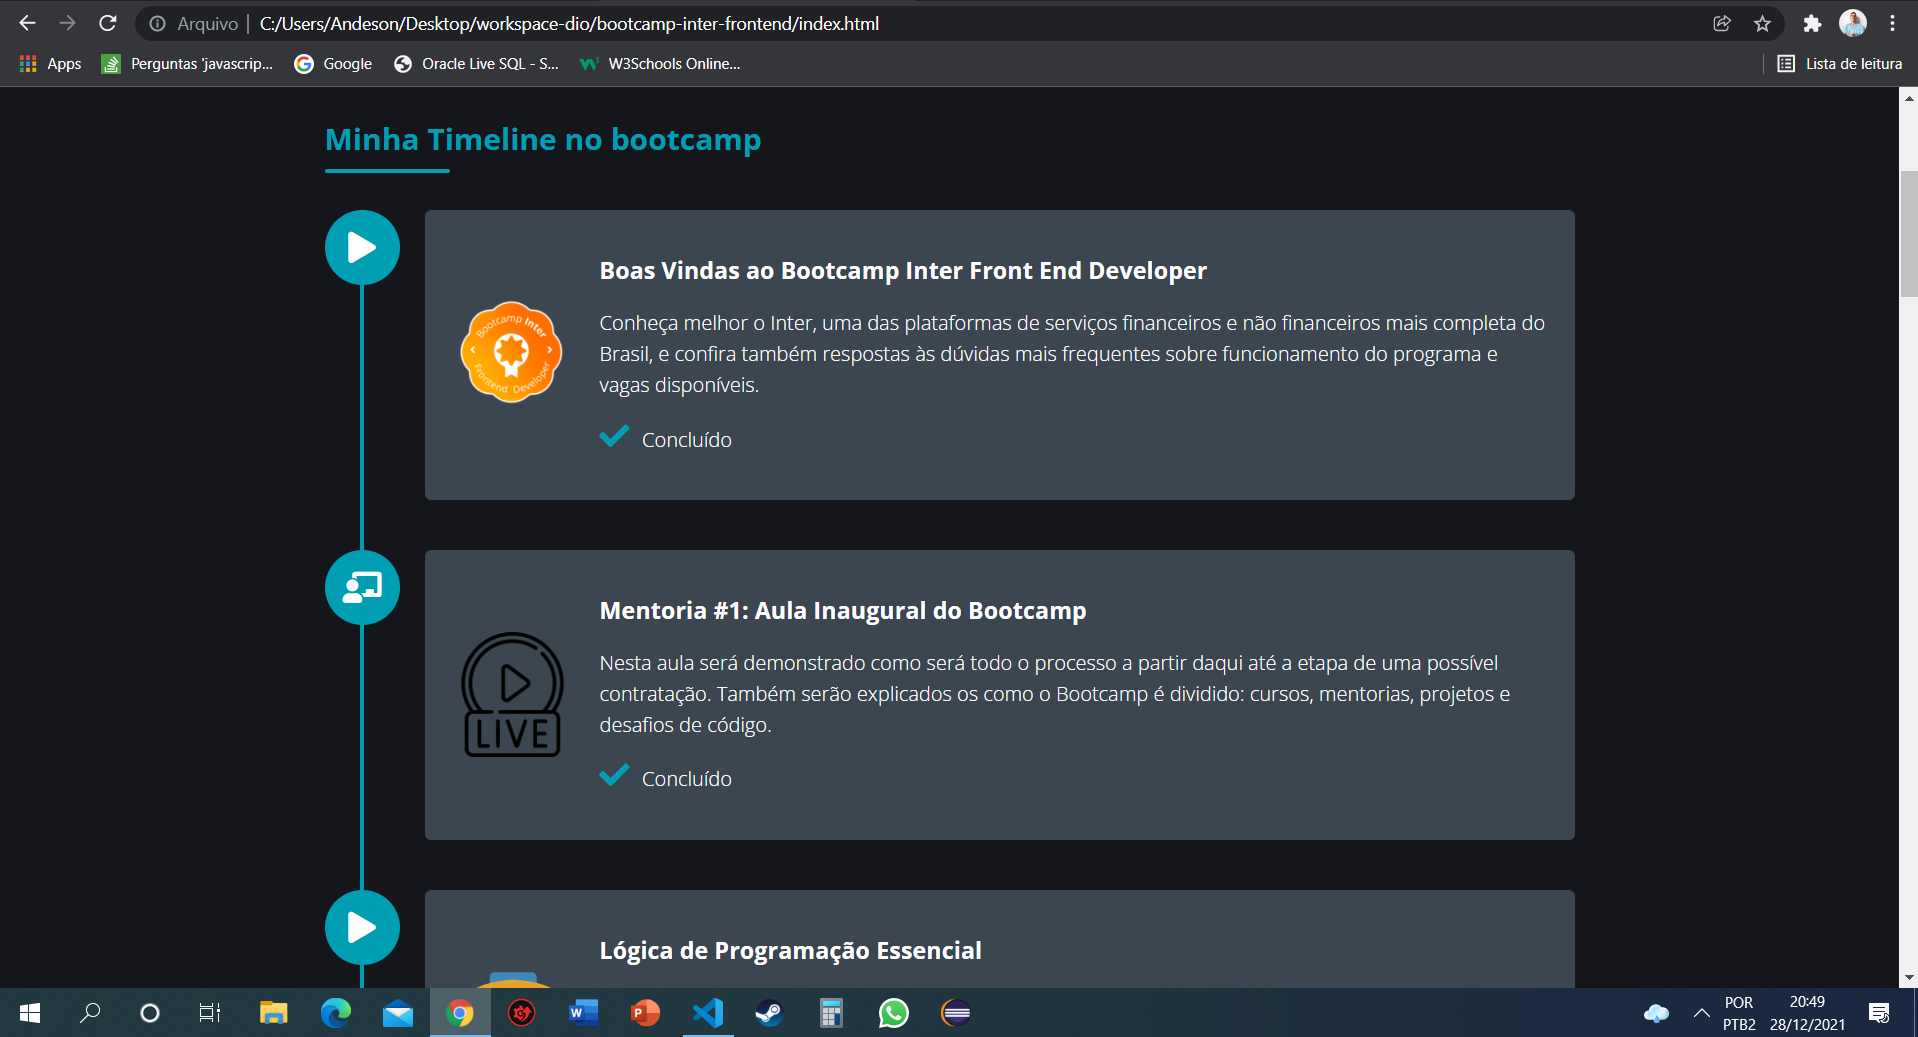 Arquivo
C:/Users/Andeson/Desktop/workspace-dio/bootcamp-inter-frontend/index.html
Apps
Perguntas 'javascrip...
Google
Oracle Live SQL - S...
W3Schools Online...
Lista de leitura
Minha Timeline no bootcamp
Boas Vindas ao Bootcamp Inter Front End Developer
Bootcamp Inter
Frontend Developer
Conheça melhor o Inter, uma das plataformas de serviços financeiros e não financeiros mais completa do
Brasil, e confira também respostas às dúvidas mais frequentes sobre funcionamento do programa e
vagas disponíveis.
Concluído
Mentoria #1: Aula Inaugural do Bootcamp
LIVE
Nesta aula será demonstrado como será todo o processo a partir daqui até a etapa de uma possível
contratação. Também serão explicados os como o Bootcamp é dividido: cursos, mentorias, projetos e
desafios de código.
Concluído
Lógica de Programação Essencial
POR
PTB2
20:49
28/12/2021